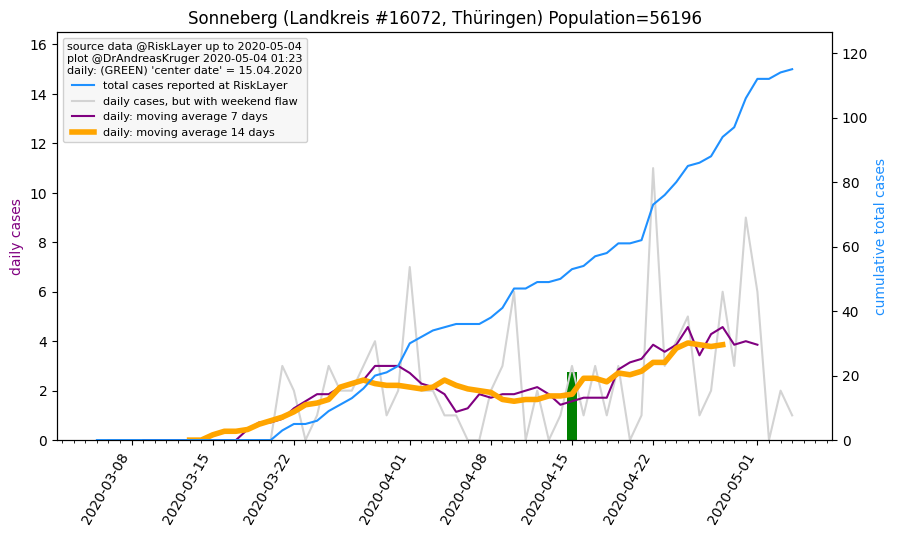 Sonneberg (Landkreis #16072, Thüringen) Population=56196
source data @RiskLayer up to 2020-05-04
plot @DrAndreasKruger 2020-05-04 01:23
daily: (GREEN) 'center date' = 15.04.2020
total cases reported at RiskLayer
daily cases, but with weekend flaw
daily: moving average 7 days
daily: moving average 14 days
daily cases
16
14
12
10
8
6
4
2
0
120
100
80
60
40
20
0
cumulative total cases
2020-03-08
2020-03-15
2020-03-22
2020-04-01
2020-04-08
2020-04-15
2020-04-22
2020-05-01